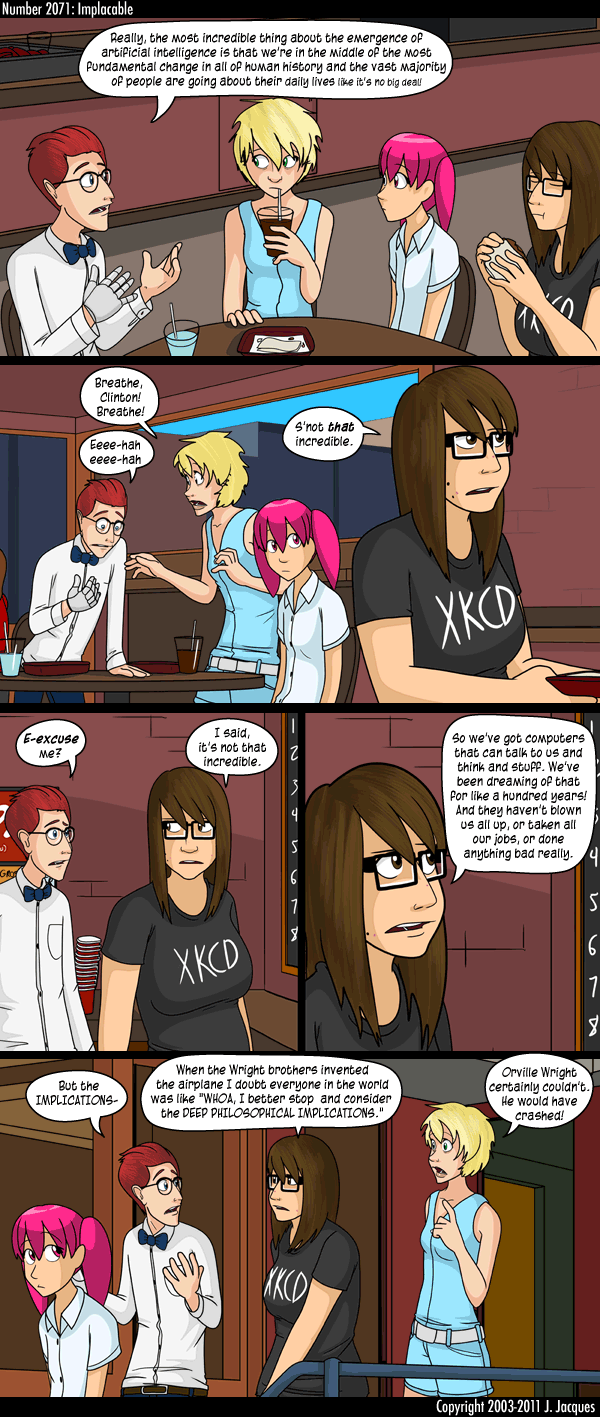 Number 2071: Implacable
Really, the most incredible thing about the emergence of
artificial intelligence is that we're in the middle of the most
fundamental change in all of human history and the vast majority
of people are going about their daily lives like it's no big deal!
XKCD
Breathe,
Clinton!
Breathe!
Eeee-hah
eeee-hah
S'not that
incredible.
XKCD
E-excuse
me?
I said,
it's not that
incredible.
XKCD
1
2
3
4
5
6
7
8
So we've got computers
that can talk to us and
think and stuff. We've
been dreaming of that
for like a hundred years!
And they haven't blown
us all up, or taken all
our jobs, or done
anything bad really.
4
5
6
7
8
But the
IMPLICATIONS-
When the Wright brothers invented
the airplane I doubt everyone in the world
was like "WHOA, I better stop and consider
the DEEP PHILOSOPHICAL IMPLICATIONS."
Orville Wright
certainly couldn't.
He would have
crashed!
XKCD
Copyright 2003-2011 J. Jacques